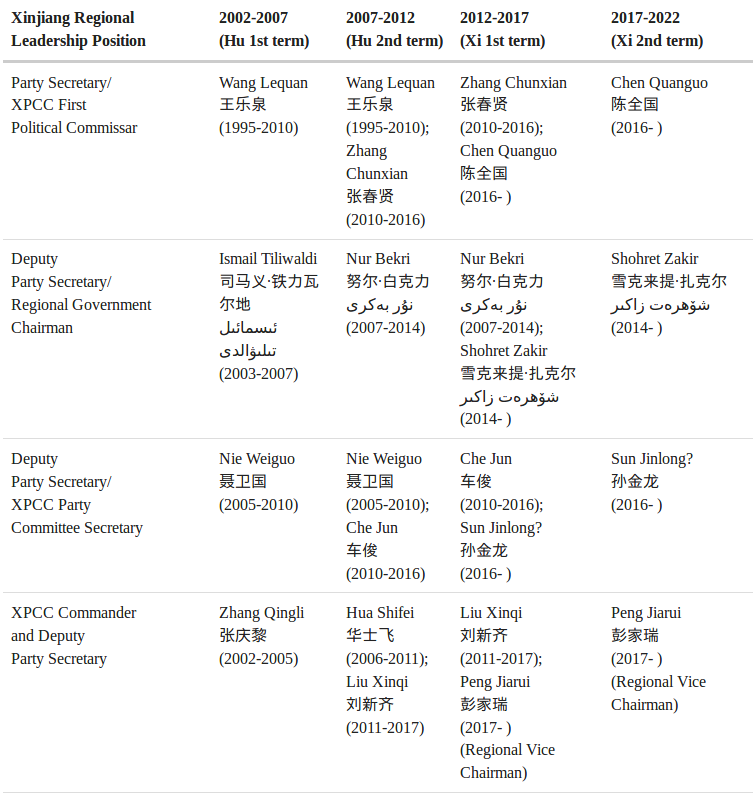 Xinjiang Regional
Leadership Position
2002-2007
(Hu 1st term)
2007-2012
(Hu 2nd term)
2012-2017
(Xi 1st term)
2017-2022
(Xi 2nd term)
Party Secretary/
XPCC First
Political Commissar
Wang Lequan
王乐泉
(1995-2010)
Wang Lequan
王乐泉
(1995-2010);
Zhang
Chunxian
张春贤
(2010-2016)
Zhang Chunxian
张春贤
(2010-2016);
Chen Quanguo
陈全国
(2016- )
Chen Quanguo
陈全国
(2016- )
Deputy
Party Secretary/
Regional Government
Chairman
Ismail Tiliwaldi
司马义·铁力瓦
尔地
ئىسمائىل
تىلىۋالدى
(2003-2007)
Nur Bekri
努尔·白克力
نۇر بەكرى
(2007-2014)
Nur Bekri
努尔·白克力
نۇر بەكرى
(2007-2014);
Shohret Zakir
雪克来提·扎克尔
شۆھرەت زاكىر
(2014- )
Shohret Zakir
雪克来提·扎克尔
شۆھرەت زاكىر
(2014- )
Deputy
Party Secretary/
XPCC Party
Committee Secretary
Nie Weiguo
聂卫国
(2005-2010)
Nie Weiguo
聂卫国
(2005-2010);
Che Jun
车俊
(2010-2016)
Che Jun
车俊
(2010-2016);
Sun Jinlong?
孙金龙
(2016- )
Sun Jinlong?
孙金龙
(2016- )
XPCC Commander
and Deputy
Party Secretary
Zhang Qingli
张庆黎
(2002-2005)
Hua Shifei
华士飞
(2006-2011);
Liu Xinqi
刘新齐
(2011-2017)
Liu Xinqi
刘新齐
(2011-2017);
Peng Jiarui
彭家瑞
(2017- )
(Regional Vice
Chairman)
Peng Jiarui
彭家瑞
(2017- )
(Regional Vice
Chairman)